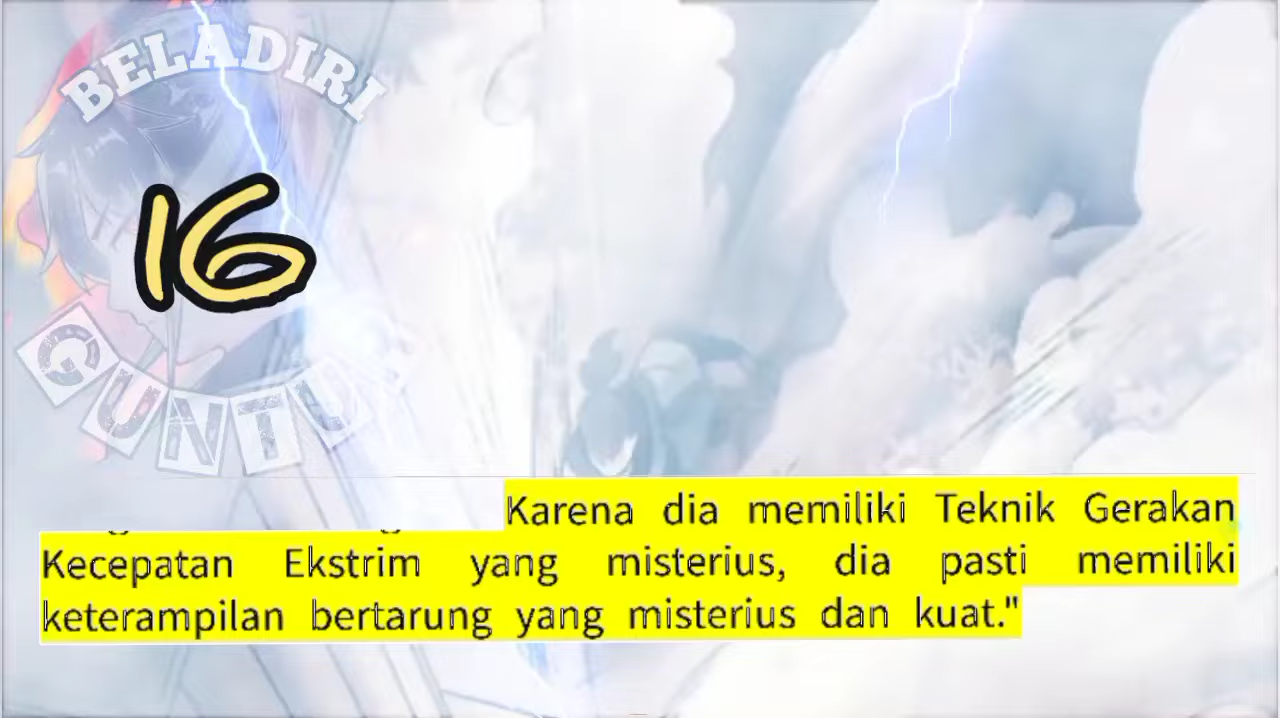 BELADIRI
16
GUNTU
Karena dia memiliki Teknik Gerakan
Kecepatan Ekstrim yang misterius, dia pasti memiliki
keterampilan bertarung yang misterius dan kuat."